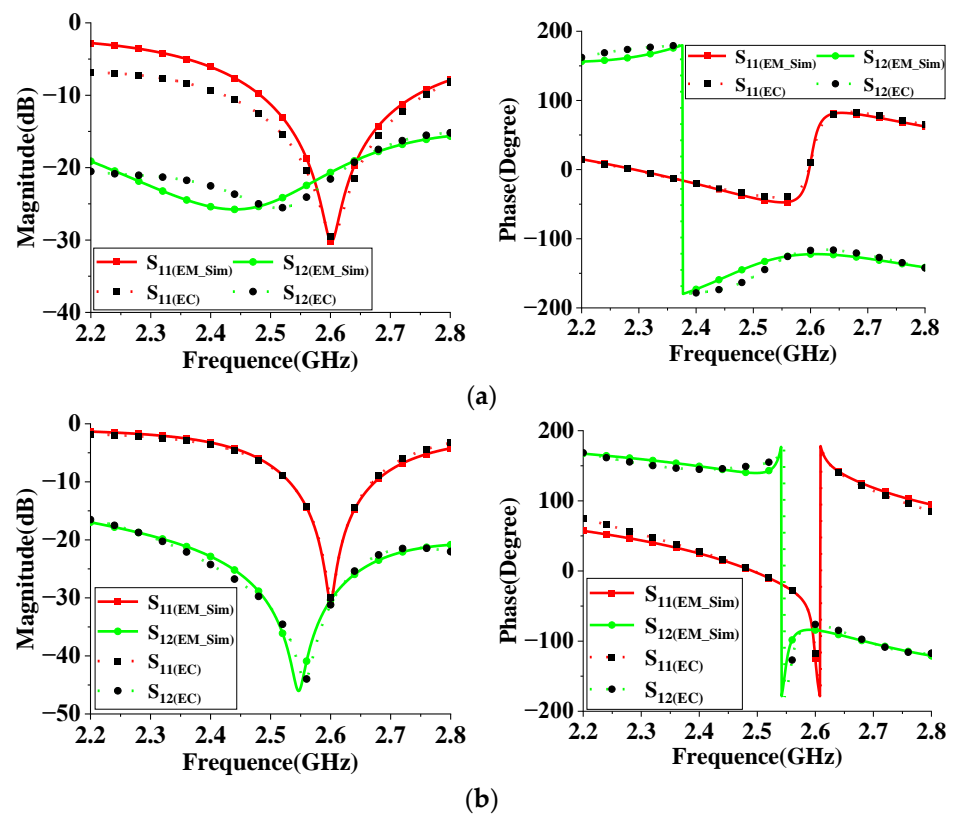 0
−10
−20
−30
−40
Magnitude(dB)
S11(EM_Sim) S12(EM_Sim)
S11(EC) S12(EC)
2.2 2.3 2.4 2.5 2.6 2.7 2.8
Frequence(GHz)
200
100
0
−100
−200
Phase(Degree)
S11(EM_Sim) S12(EM_Sim)
S11(EC) S12(EC)
2.2 2.3 2.4 2.5 2.6 2.7 2.8
Frequence(GHz)
(a)
0
−10
−20
−30
−40
−50
Magnitude(dB)
S11(EM_Sim)
S12(EM_Sim)
S11(EC)
S12(EC)
2.2 2.3 2.4 2.5 2.6 2.7 2.8
Frequence(GHz)
200
100
0
−100
−200
Phase(Degree)
S11(EM_Sim)
S12(EM_Sim)
S11(EC)
S12(EC)
2.2 2.3 2.4 2.5 2.6 2.7 2.8
Frequence(GHz)
(b)